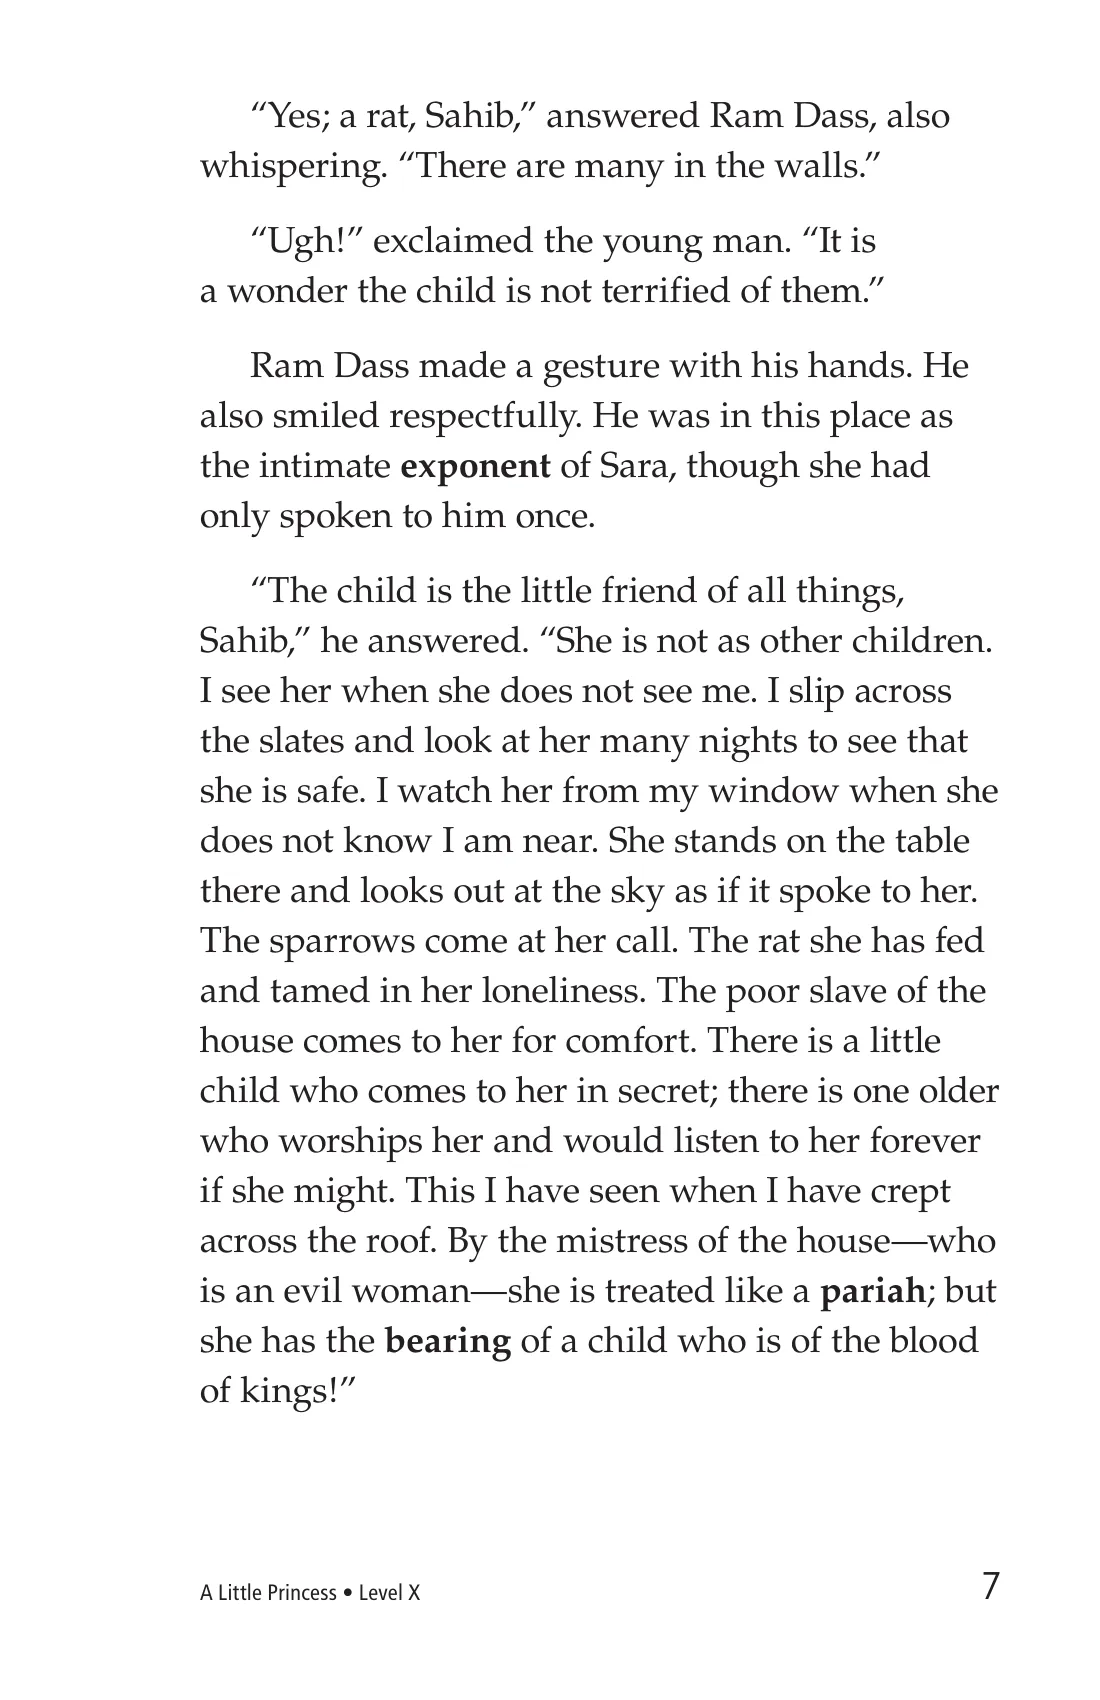 “Yes; a rat, Sahib,” answered Ram Dass, also
whispering. “There are many in the walls.”
“Ugh!” exclaimed the young man. “It is
a wonder the child is not terrified of them.”
Ram Dass made a gesture with his hands. He
also smiled respectfully. He was in this place as
the intimate exponent of Sara, though she had
only spoken to him once.
“The child is the little friend of all things,
Sahib,” he answered. “She is not as other children.
I see her when she does not see me. I slip across
the slates and look at her many nights to see that
she is safe. I watch her from my window when she
does not know I am near. She stands on the table
there and looks out at the sky as if it spoke to her.
The sparrows come at her call. The rat she has fed
and tamed in her loneliness. The poor slave of the
house comes to her for comfort. There is a little
child who comes to her in secret; there is one older
who worships her and would listen to her forever
if she might. This I have seen when I have crept
across the roof. By the mistress of the house—who
is an evil woman—she is treated like a pariah; but
she has the bearing of a child who is of the blood
of kings!”
A Little Princess • Level X
7